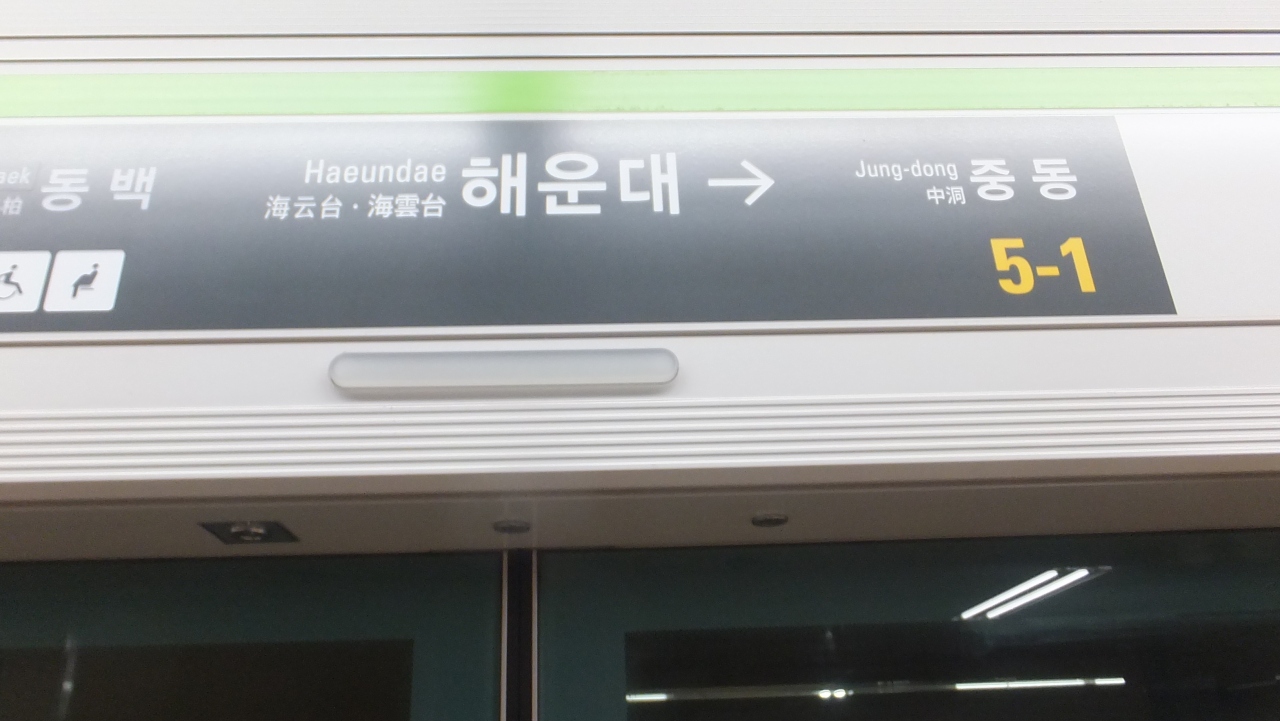 동백
Haeundae
海云台·海雲台
해운대
→
Jung-dong
中洞
중동
5-1